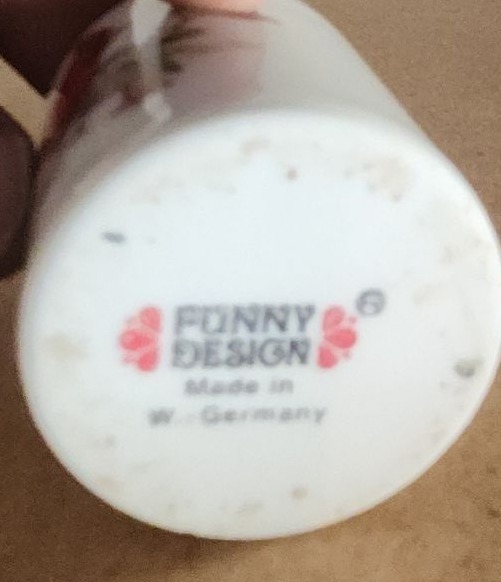 FUNNY ®
DESIGN
Made in
W. Germany